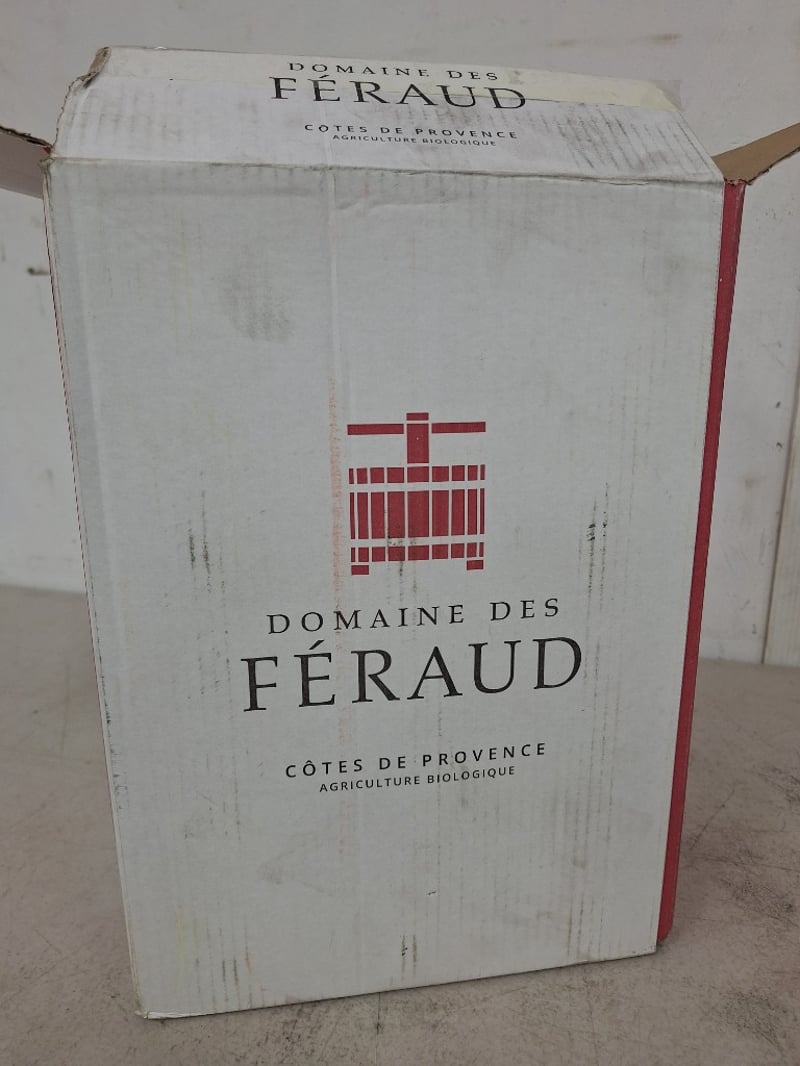 DOMAINE DES
FÉRAUD
CÔTES DE PROVENCE
AGRICULTURE BIOLOGIQUE
DOMAINE DES
FÉRAUD
CÔTES DE PROVENCE
AGRICULTURE BIOLOGIQUE